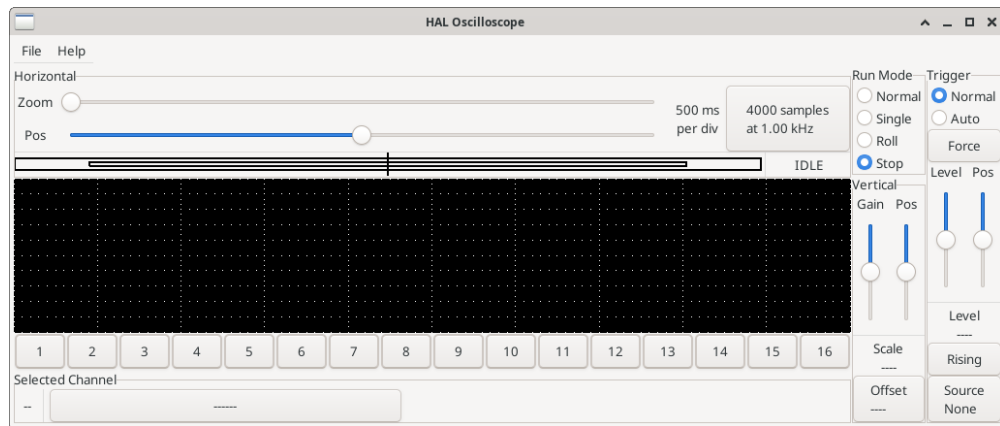 HAL Oscilloscope
File Help
Horizontal
Zoom
Pos
500 ms
per div
4000 samples
at 1.00 kHz
IDLE
Run Mode
Normal
Single
Roll
Stop
Trigger
Normal
Auto
Force
Level Pos
Level
----
Rising
Source
None
Vertical
Gain Pos
Scale
----
Offset
----
1 2 3 4 5 6 7 8 9 10 11 12 13 14 15 16
Selected Channel
-- ------